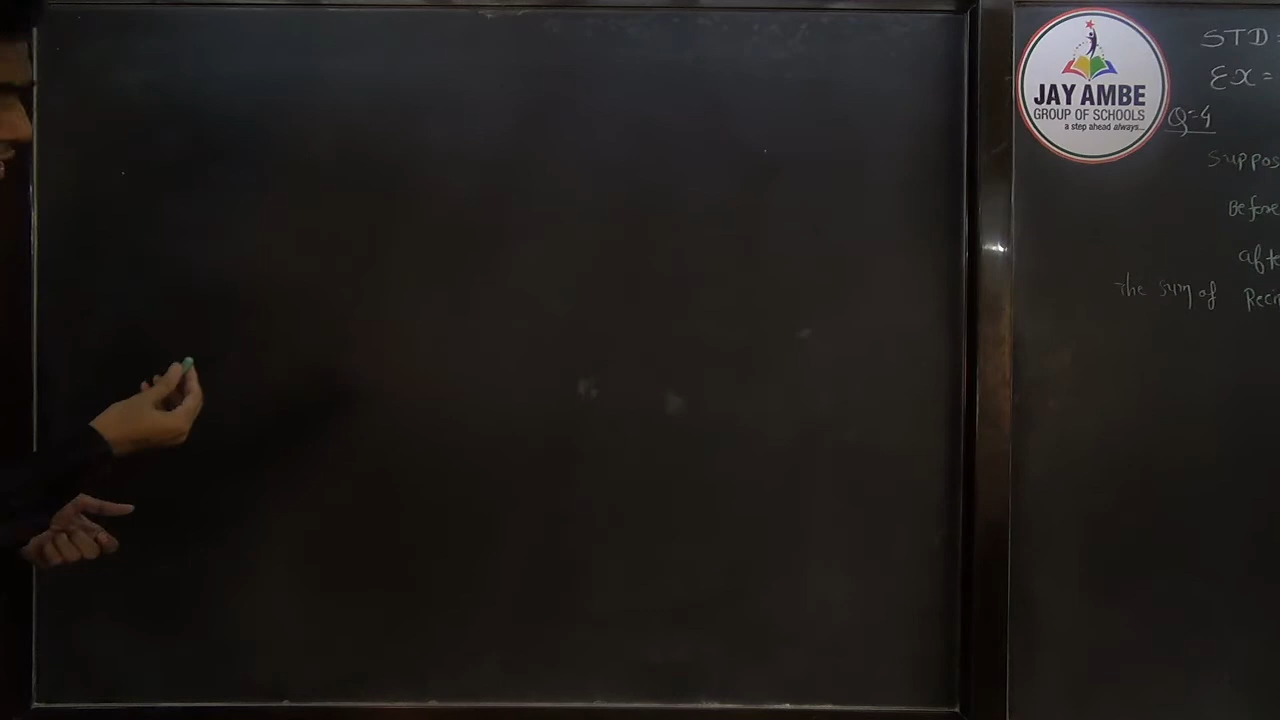 JAY AMBE
GROUP OF SCHOOLS
a step ahead always...
STD =
Ex =
Q=4
Suppos
Before
afte
The sum of Reci